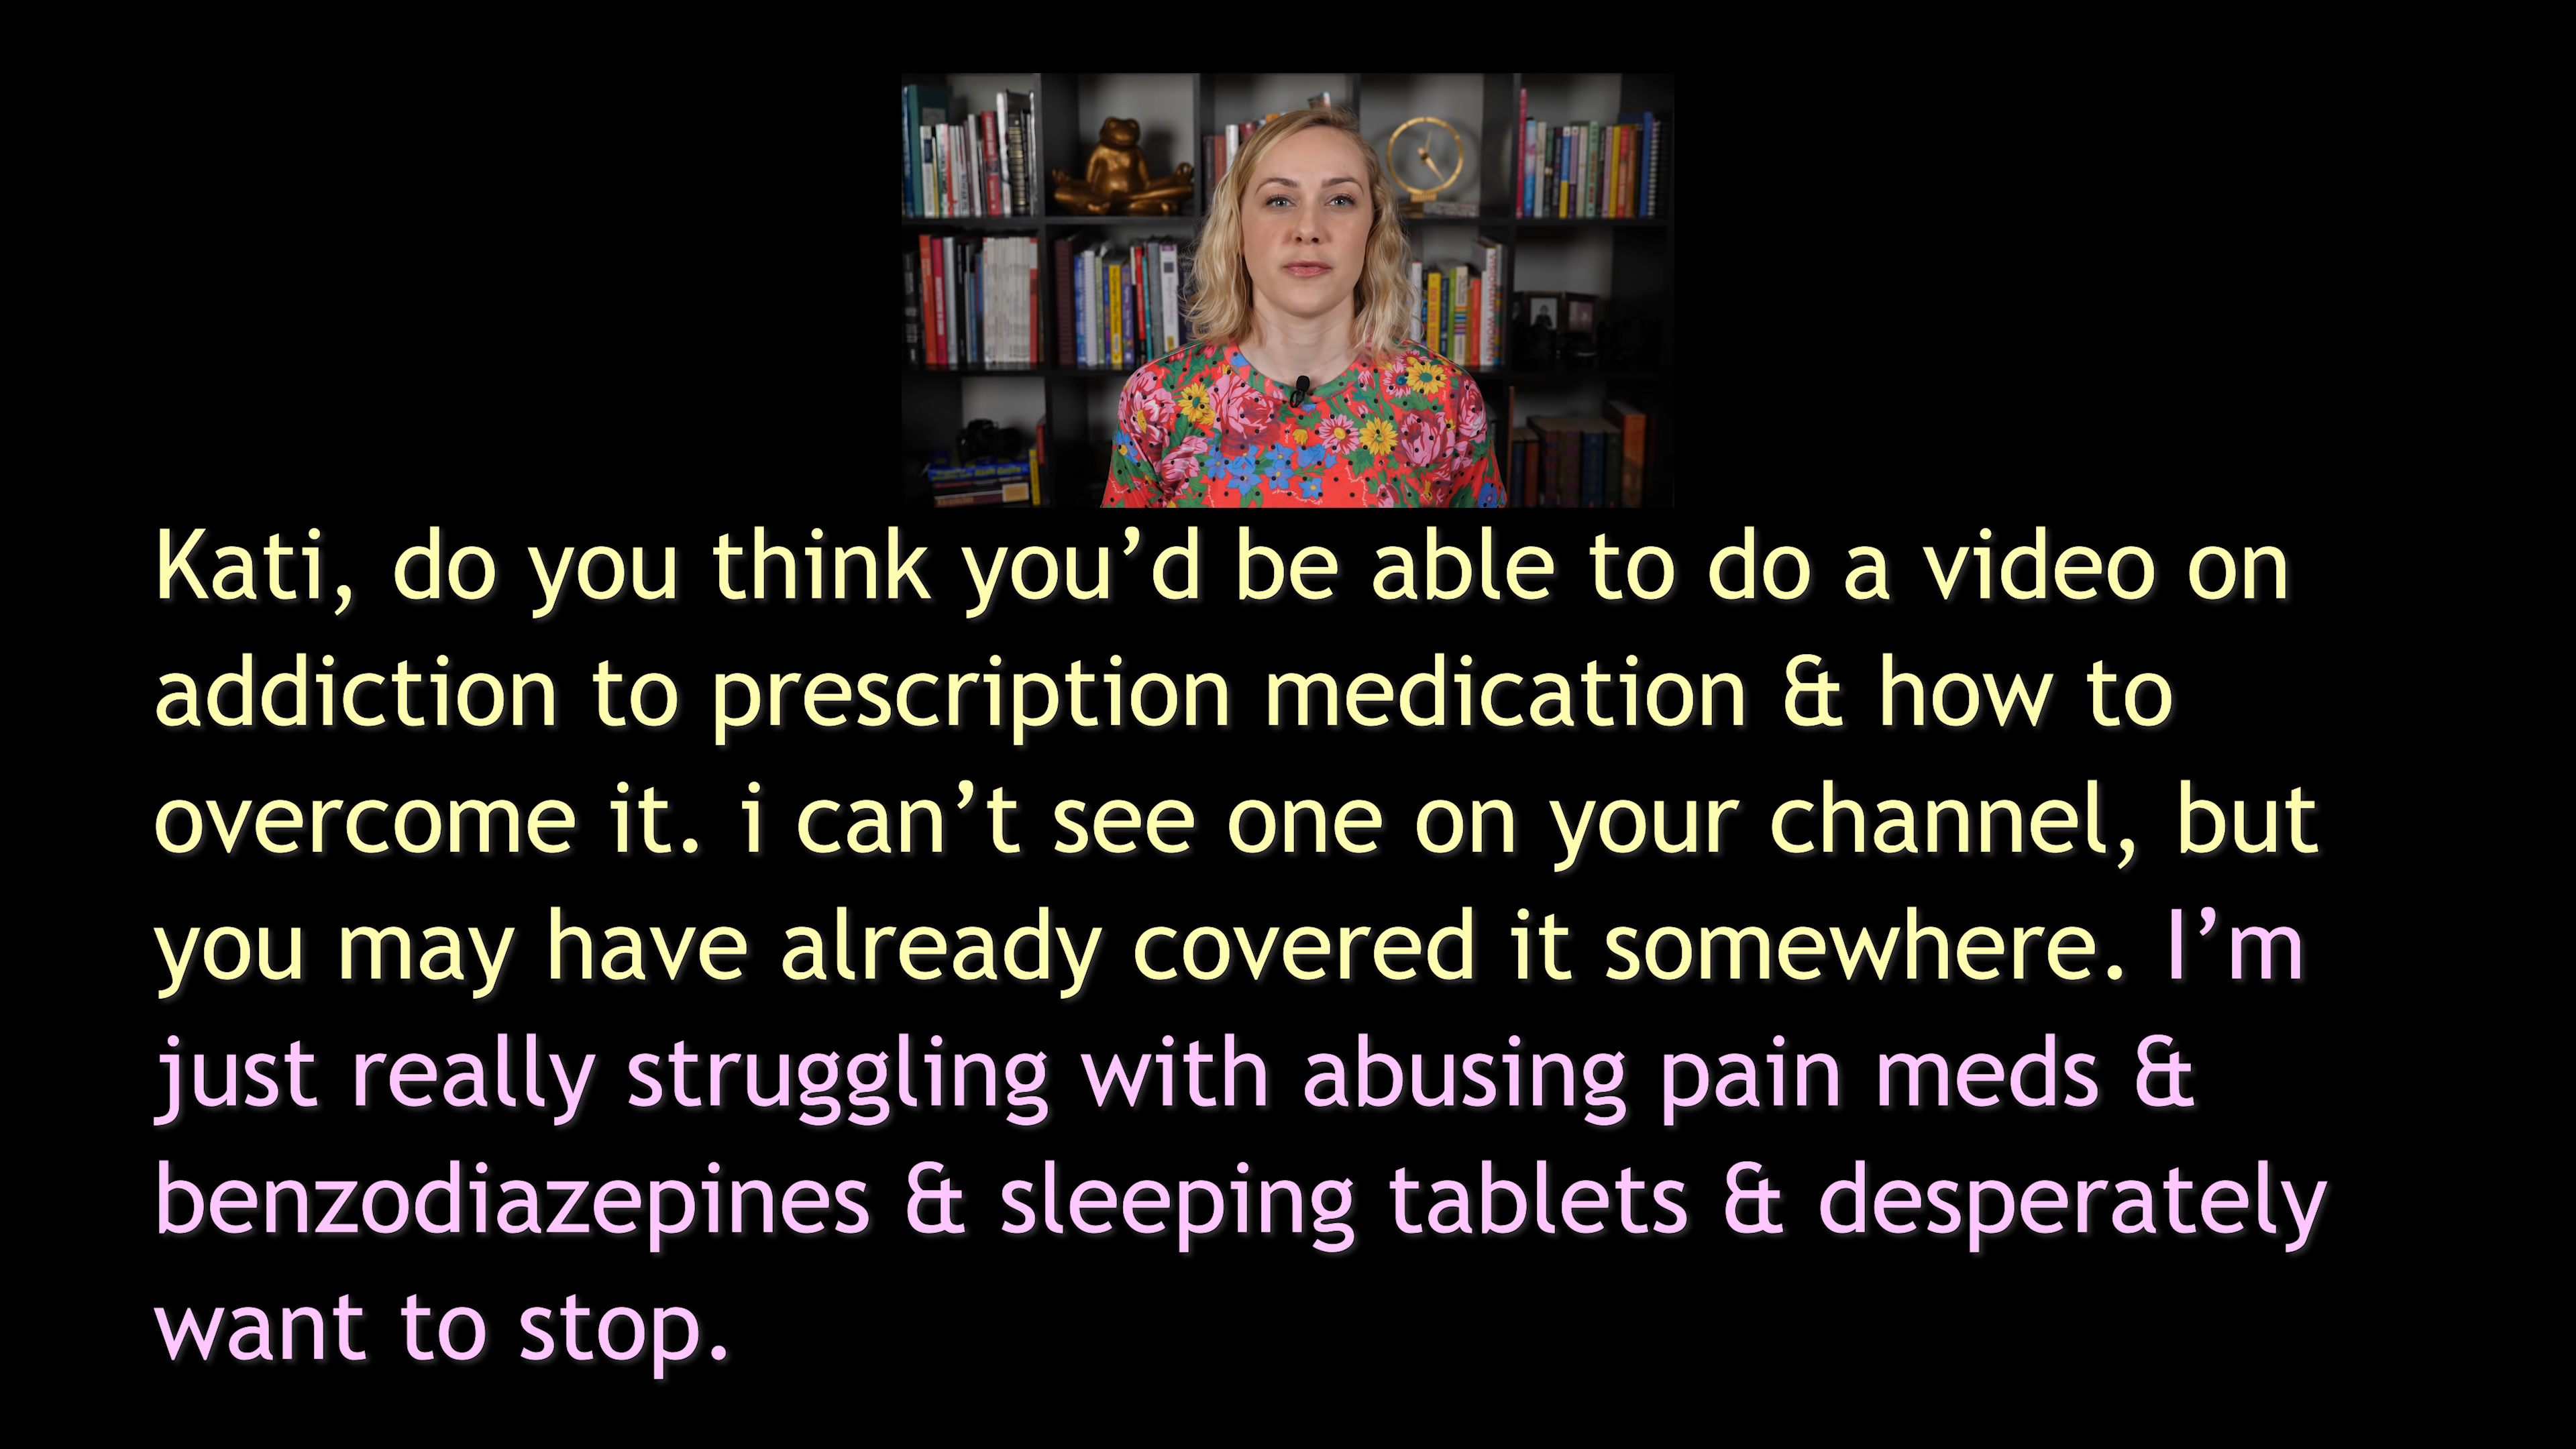 Kati, do you think you’d be able to do a video on
addiction to prescription medication & how to
overcome it. i can’t see one on your channel, but
you may have already covered it somewhere. I’m
just really struggling with abusing pain meds &
benzodiazepines & sleeping tablets & desperately
want to stop.